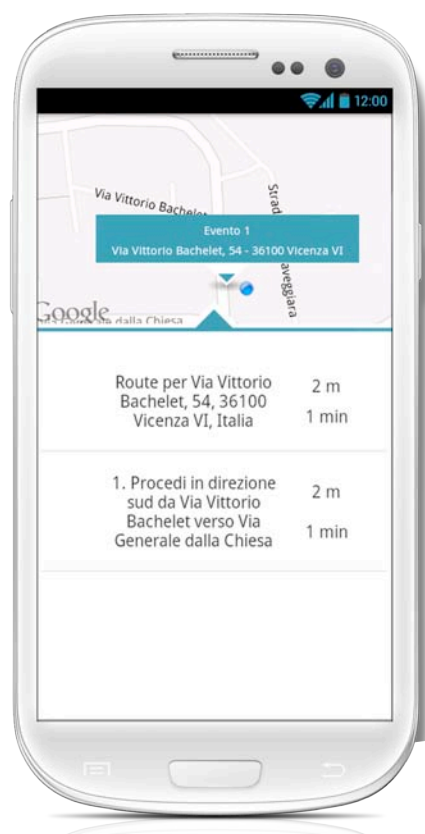 12:00
Via Vittorio Bachelet
Strad
aveggiara
Evento 1
Via Vittorio Bachelet, 54 - 36100 Vicenza VI
Google
dalla Chiesa
Route per Via Vittorio
Bachelet, 54, 36100
Vicenza VI, Italia
2 m
1 min
1. Procedi in direzione
sud da Via Vittorio
Bachelet verso Via
Generale dalla Chiesa
2 m
1 min